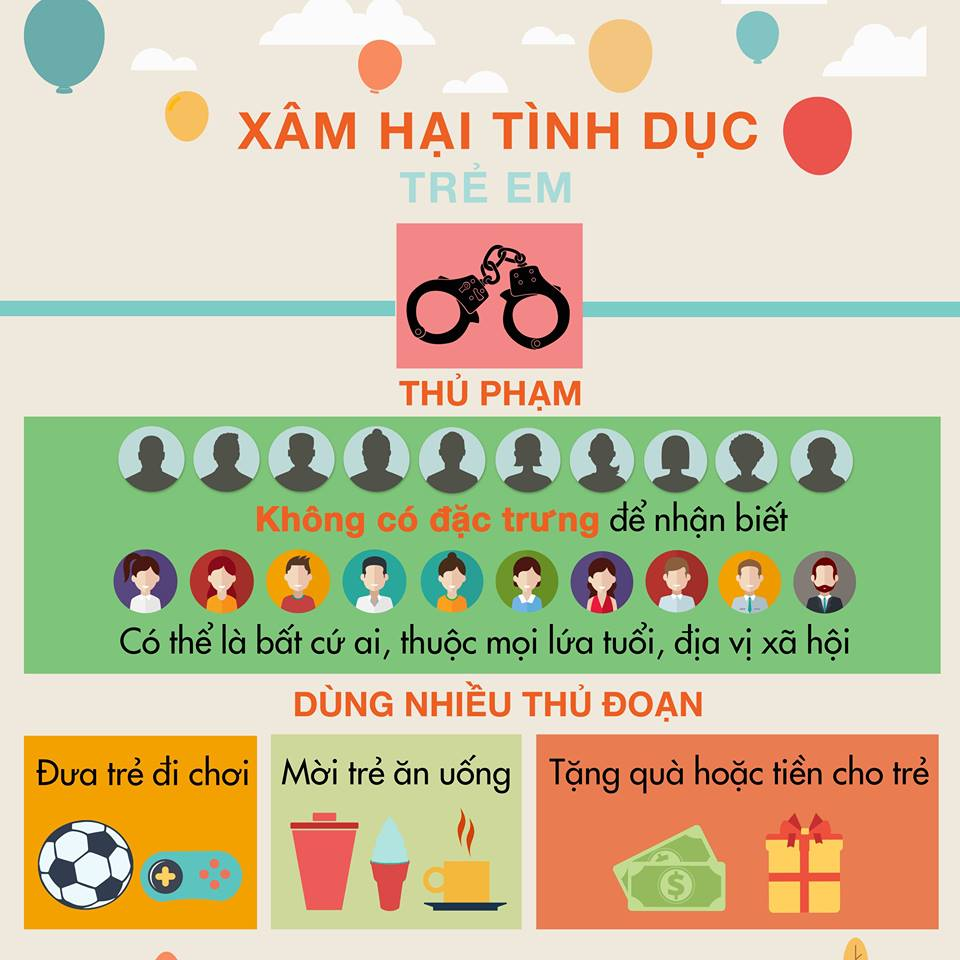 XÂM HẠI TÌNH DỤC
TRẺ EM
THỦ PHẠM
Không có đặc trưng để nhận biết
Có thể là bất cứ ai, thuộc mọi lứa tuổi, địa vị xã hội
DÙNG NHIỀU THỦ ĐOẠN
Đưa trẻ đi chơi
Mời trẻ ăn uống
Tặng quà hoặc tiền cho trẻ
$